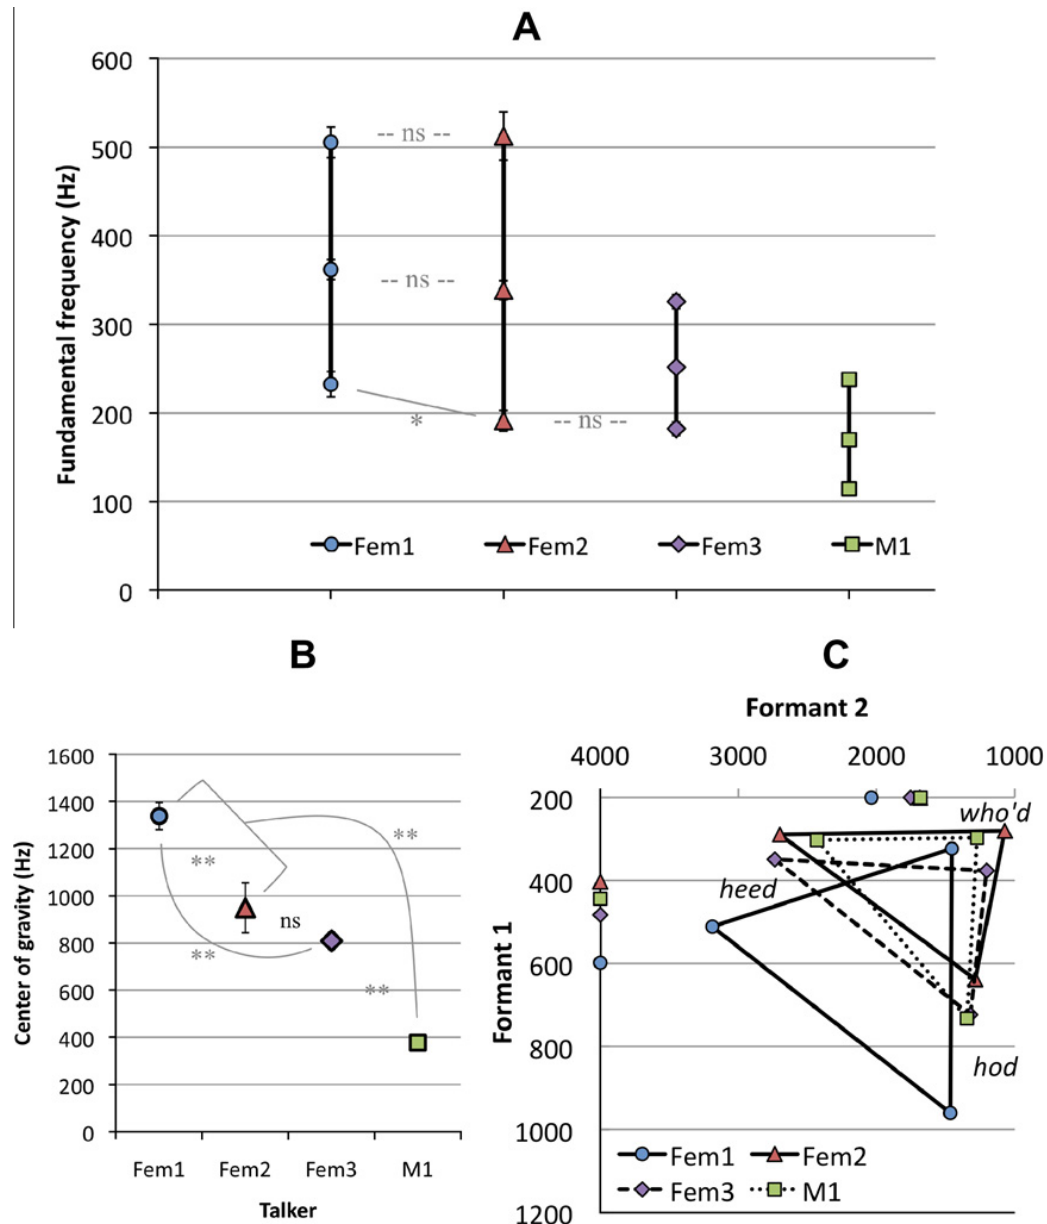 A
600
500
400
300
200
100
0
Fundamental frequency (Hz)
-- ns --
-- ns --
*
-- ns --
Fem1 Fem2 Fem3 M1
B
1600
1400
1200
1000
800
600
400
200
0
Center of gravity (Hz)
**
**
ns
**
**
Fem1 Fem2 Fem3 M1
Talker
C
Formant 2
4000 3000 2000 1000
200
400
600
800
1000
1200
Formant 1
who'd
heed
hod
Fem1 Fem2
Fem3 M1